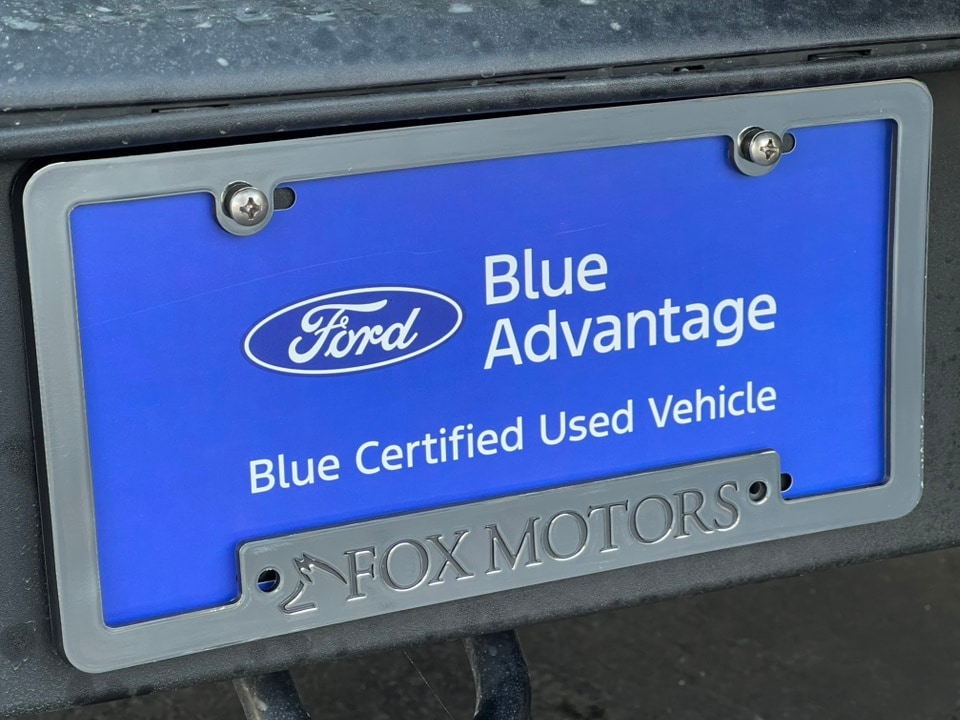 Ford
Blue
Advantage
Blue Certified Used Vehicle
FOX MOTORS